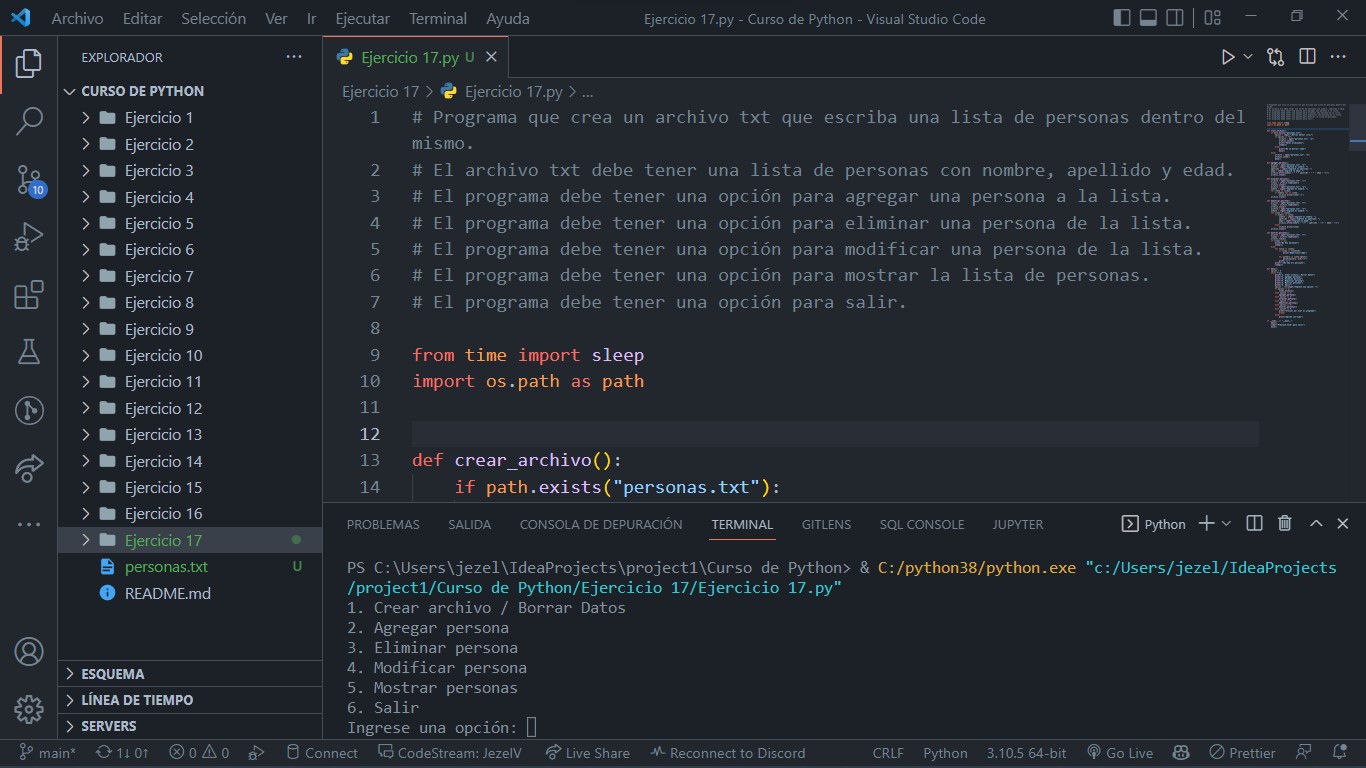 Archivo Editar Selección Ver Ir Ejecutar Terminal Ayuda Ejercicio 17.py - Curso de Python - Visual Studio Code
EXPLORADOR
CURSO DE PYTHON
Ejercicio 1
Ejercicio 2
Ejercicio 3
Ejercicio 4
Ejercicio 5
Ejercicio 6
Ejercicio 7
Ejercicio 8
Ejercicio 9
Ejercicio 10
Ejercicio 11
Ejercicio 12
Ejercicio 13
Ejercicio 14
Ejercicio 15
Ejercicio 16
Ejercicio 17
personas.txt U
README.md
ESQUEMA
LÍNEA DE TIEMPO
SERVERS
10
Ejercicio 17.py U
Ejercicio 17 > Ejercicio 17.py > ...
1 # Programa que crea un archivo txt que escriba una lista de personas dentro del
mismo.
2 # El archivo txt debe tener una lista de personas con nombre, apellido y edad.
3 # El programa debe tener una opción para agregar una persona a la lista.
4 # El programa debe tener una opción para eliminar una persona de la lista.
5 # El programa debe tener una opción para modificar una persona de la lista.
6 # El programa debe tener una opción para mostrar la lista de personas.
7 # El programa debe tener una opción para salir.
8
9 from time import sleep
10 import os.path as path
11
12
13 def crear_archivo():
14 if path.exists("personas.txt"):
PROBLEMAS SALIDA CONSOLA DE DEPURACIÓN TERMINAL GITLENS SQL CONSOLE JUPYTER Python
PS C:\Users\jezel\IdeaProjects\project1\Curso de Python> & C:/python38/python.exe "c:/Users/jezel/IdeaProjects
/project1/Curso de Python/Ejercicio 17/Ejercicio 17.py"
1. Crear archivo / Borrar Datos
2. Agregar persona
3. Eliminar persona
4. Modificar persona
5. Mostrar personas
6. Salir
Ingrese una opción:
main* 1↓ 0↑ 0 0 Connect CodeStream: JezelV Live Share Reconnect to Discord CRLF Python 3.10.5 64-bit Go Live Prettier